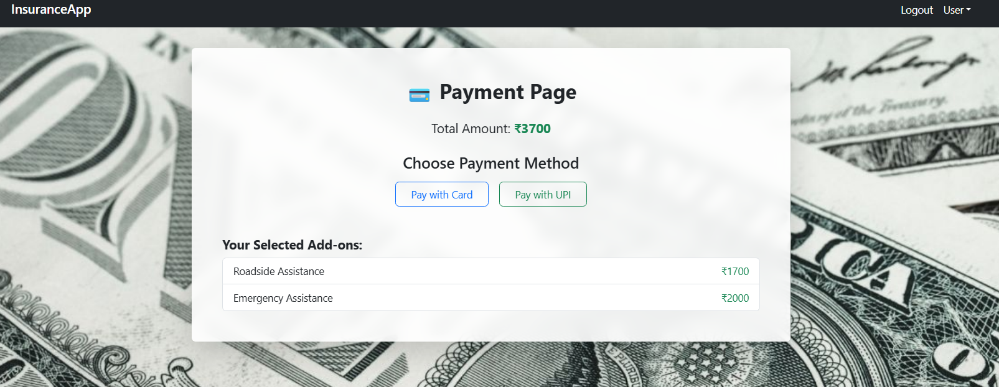 InsuranceApp
Logout User
Payment Page
Total Amount: ₹3700
Choose Payment Method
Pay with Card Pay with UPI
Your Selected Add-ons:
Roadside Assistance ₹1700
Emergency Assistance ₹2000